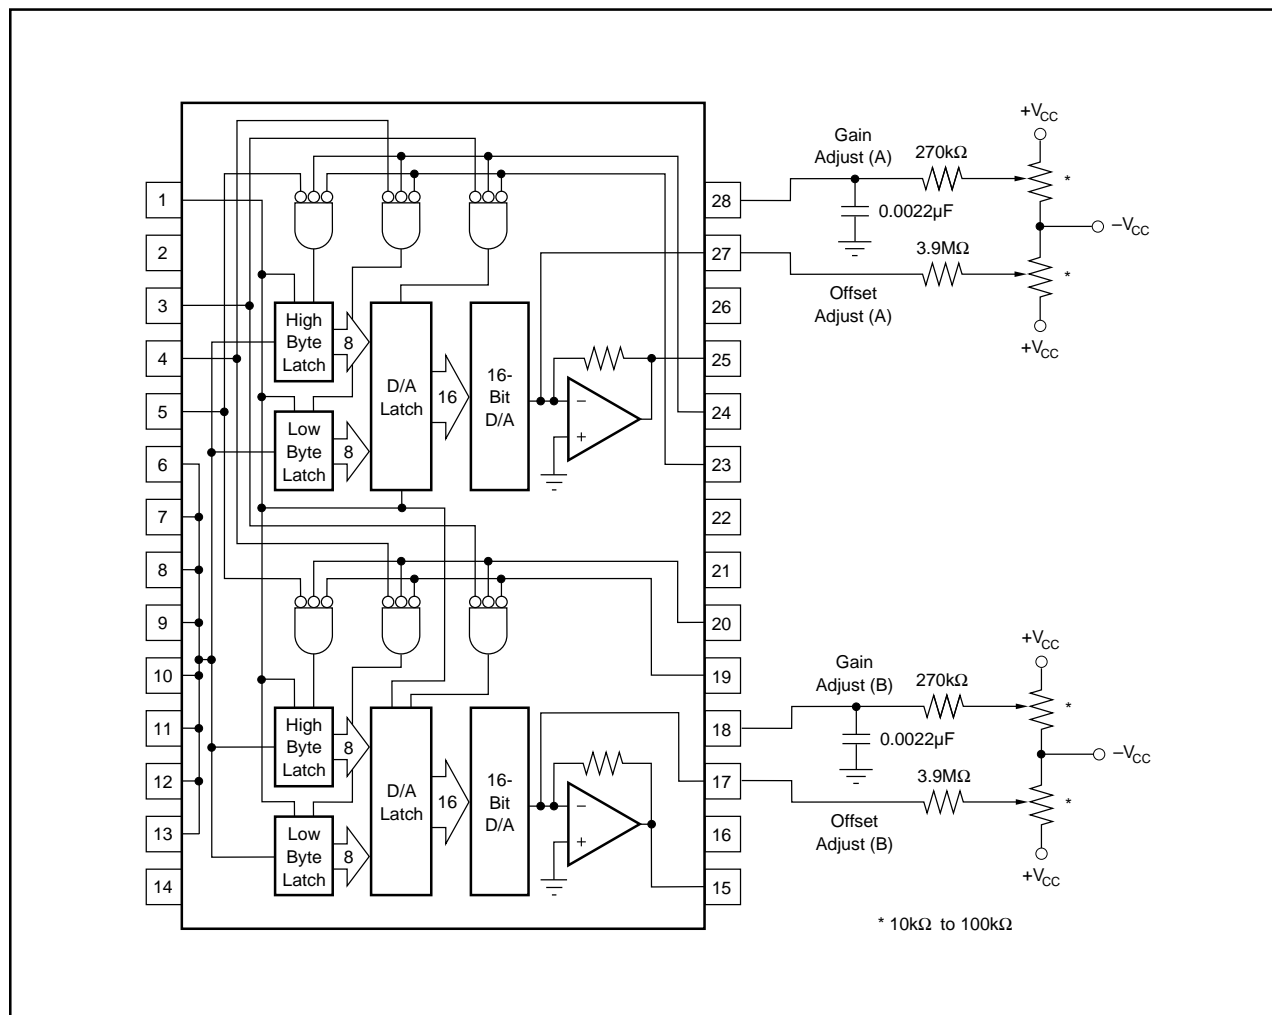 1
2
3
4
5
6
7
8
9
10
11
12
13
14
High
Byte
Latch
8
Low
Byte
Latch
8
D/A
Latch
16
16-
Bit
D/A
−
+
High
Byte
Latch
8
Low
Byte
Latch
8
D/A
Latch
16
16-
Bit
D/A
−
+
28
27
26
25
24
23
22
21
20
19
18
17
16
15
Gain
Adjust (A)
270kΩ
0.0022µF
3.9MΩ
Offset
Adjust (A)
+VCC
*
−VCC
*
+VCC
Gain
Adjust (B)
270kΩ
0.0022µF
3.9MΩ
Offset
Adjust (B)
+VCC
*
−VCC
*
+VCC
* 10kΩ to 100kΩ